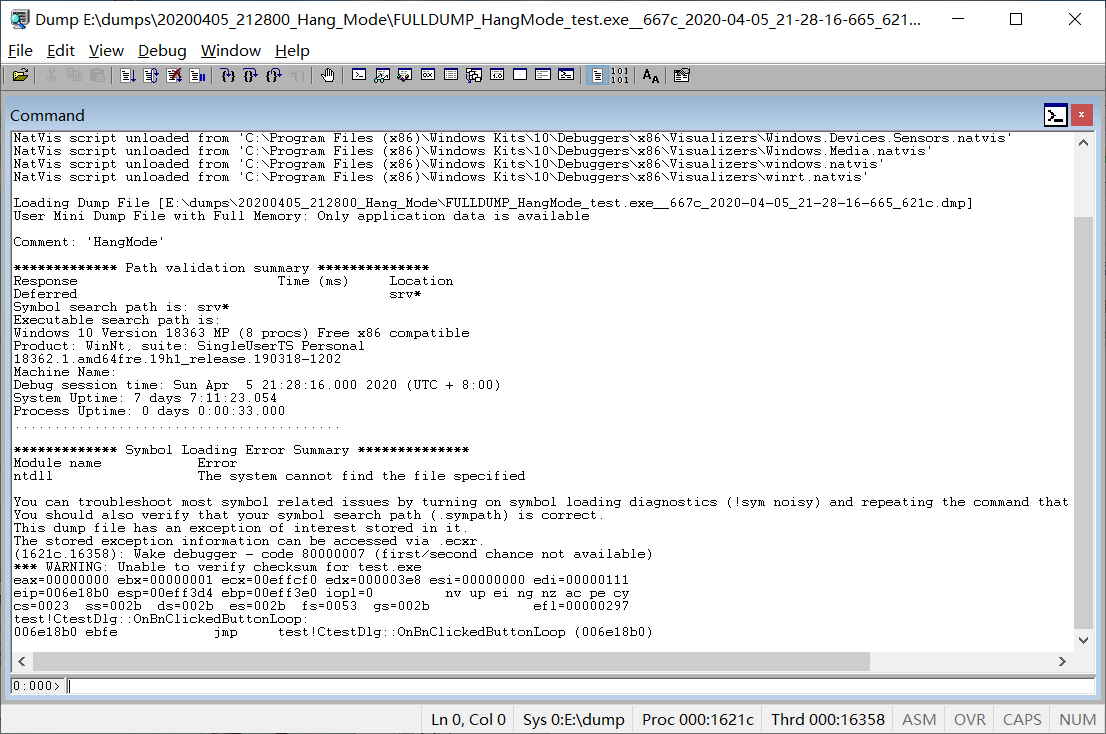 Dump E:\dumps\20200405_212800_Hang_Mode\FULLDUMP_HangMode_test.exe__667c_2020-04-05_21-28-16-665_621...
File Edit View Debug Window Help
Command
NatVis script unloaded from 'C:\Program Files (x86)\Windows Kits\10\Debuggers\x86\Visualizers\Windows.Devices.Sensors.natvis'
NatVis script unloaded from 'C:\Program Files (x86)\Windows Kits\10\Debuggers\x86\Visualizers\Windows.Media.natvis'
NatVis script unloaded from 'C:\Program Files (x86)\Windows Kits\10\Debuggers\x86\Visualizers\windows.natvis'
NatVis script unloaded from 'C:\Program Files (x86)\Windows Kits\10\Debuggers\x86\Visualizers\winrt.natvis'
Loading Dump File [E:\dumps\20200405_212800_Hang_Mode\FULLDUMP_HangMode_test.exe__667c_2020-04-05_21-28-16-665_621c.dmp]
User Mini Dump File with Full Memory: Only application data is available
Comment: 'HangMode'
************* Path validation summary **************
Response                         Time (ms)     Location
Deferred                                       srv*
Symbol search path is: srv*
Executable search path is:
Windows 10 Version 18363 MP (8 procs) Free x86 compatible
Product: WinNt, suite: SingleUserTS Personal
18362.1.amd64fre.19h1_release.190318-1202
Machine Name:
Debug session time: Sun Apr  5 21:28:16.000 2020 (UTC + 8:00)
System Uptime: 7 days 7:11:23.054
Process Uptime: 0 days 0:00:33.000
.........................................
************* Symbol Loading Error Summary **************
Module name            Error
ntdll                  The system cannot find the file specified
You can troubleshoot most symbol related issues by turning on symbol loading diagnostics (!sym noisy) and repeating the command that
You should also verify that your symbol search path (.sympath) is correct.
This dump file has an exception of interest stored in it.
The stored exception information can be accessed via .ecxr.
(1621c.16358): Wake debugger - code 80000007 (first/second chance not available)
*** WARNING: Unable to verify checksum for test.exe
eax=00000000 ebx=00000001 ecx=00effcf0 edx=000003e8 esi=00000000 edi=00000111
eip=006e18b0 esp=00eff3d4 ebp=00eff3e0 iopl=0         nv up ei ng nz ac pe cy
cs=0023  ss=002b  ds=002b  es=002b  fs=0053  gs=002b             efl=00000297
test!CtestDlg::OnBnClickedButtonLoop:
006e18b0 ebfe            jmp     test!CtestDlg::OnBnClickedButtonLoop (006e18b0)
0:000>
Ln 0, Col 0 Sys 0:E:\dump Proc 000:1621c Thrd 000:16358 ASM OVR CAPS NUM